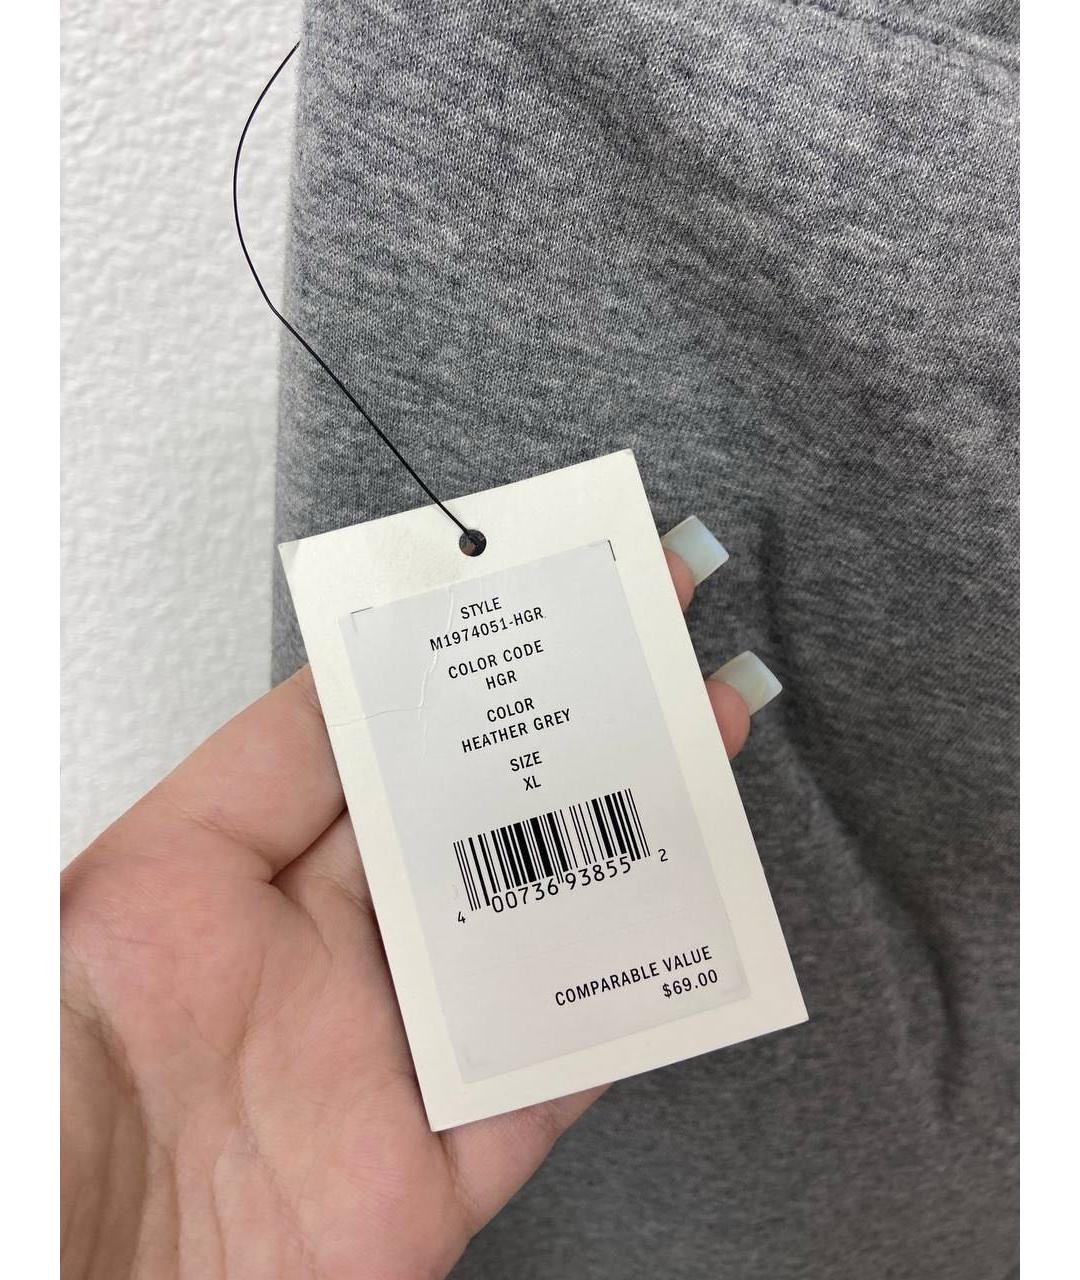 STYLE
M1974051-HGR
COLOR CODE
HGR
COLOR
HEATHER GREY
SIZE
XL
4 00736 93855 2
COMPARABLE VALUE
$69.00